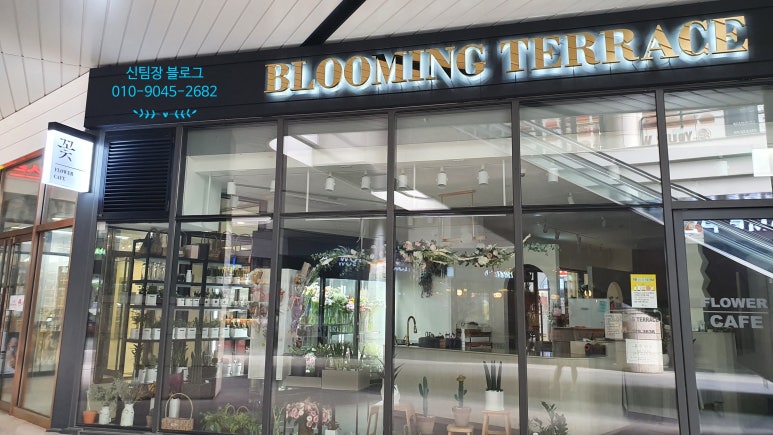 신팀장 블로그
010-9045-2682
BLOOMING TERRACE
꽃
FLOWER
CAFE
FLOWER
CAFE